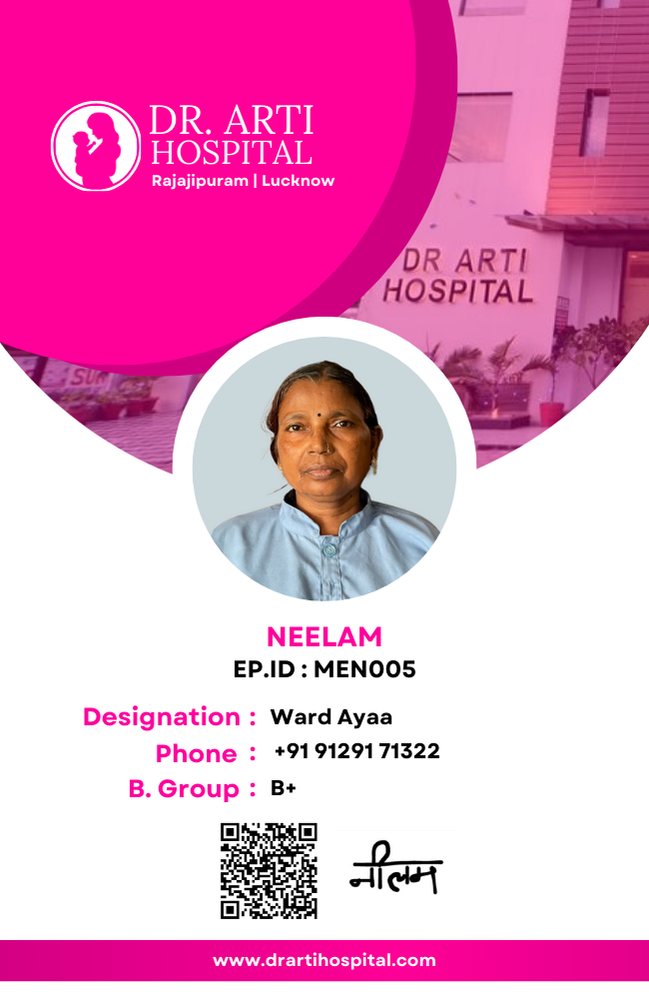 DR. ARTI
HOSPITAL
Rajajipuram | Lucknow
DR ARTI
HOSPITAL
SUR
NEELAM
EP.ID : MEN005
Designation : Ward Ayaa
Phone : +91 91291 71322
B. Group : B+
नीलम
www.drartihospital.com